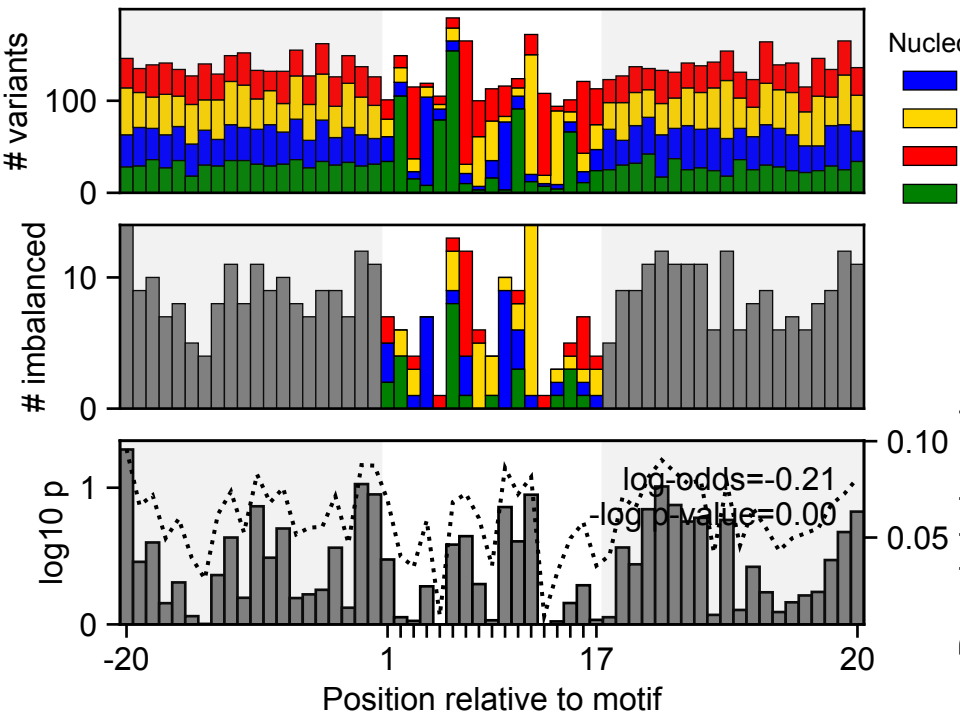 # variants
100
0
Nucleo
# imbalanced
10
0
log10 p
1
0
log-odds=-0.21
-log p-value=0.00
0.10
0.05
-20
1
17
20
Position relative to motif